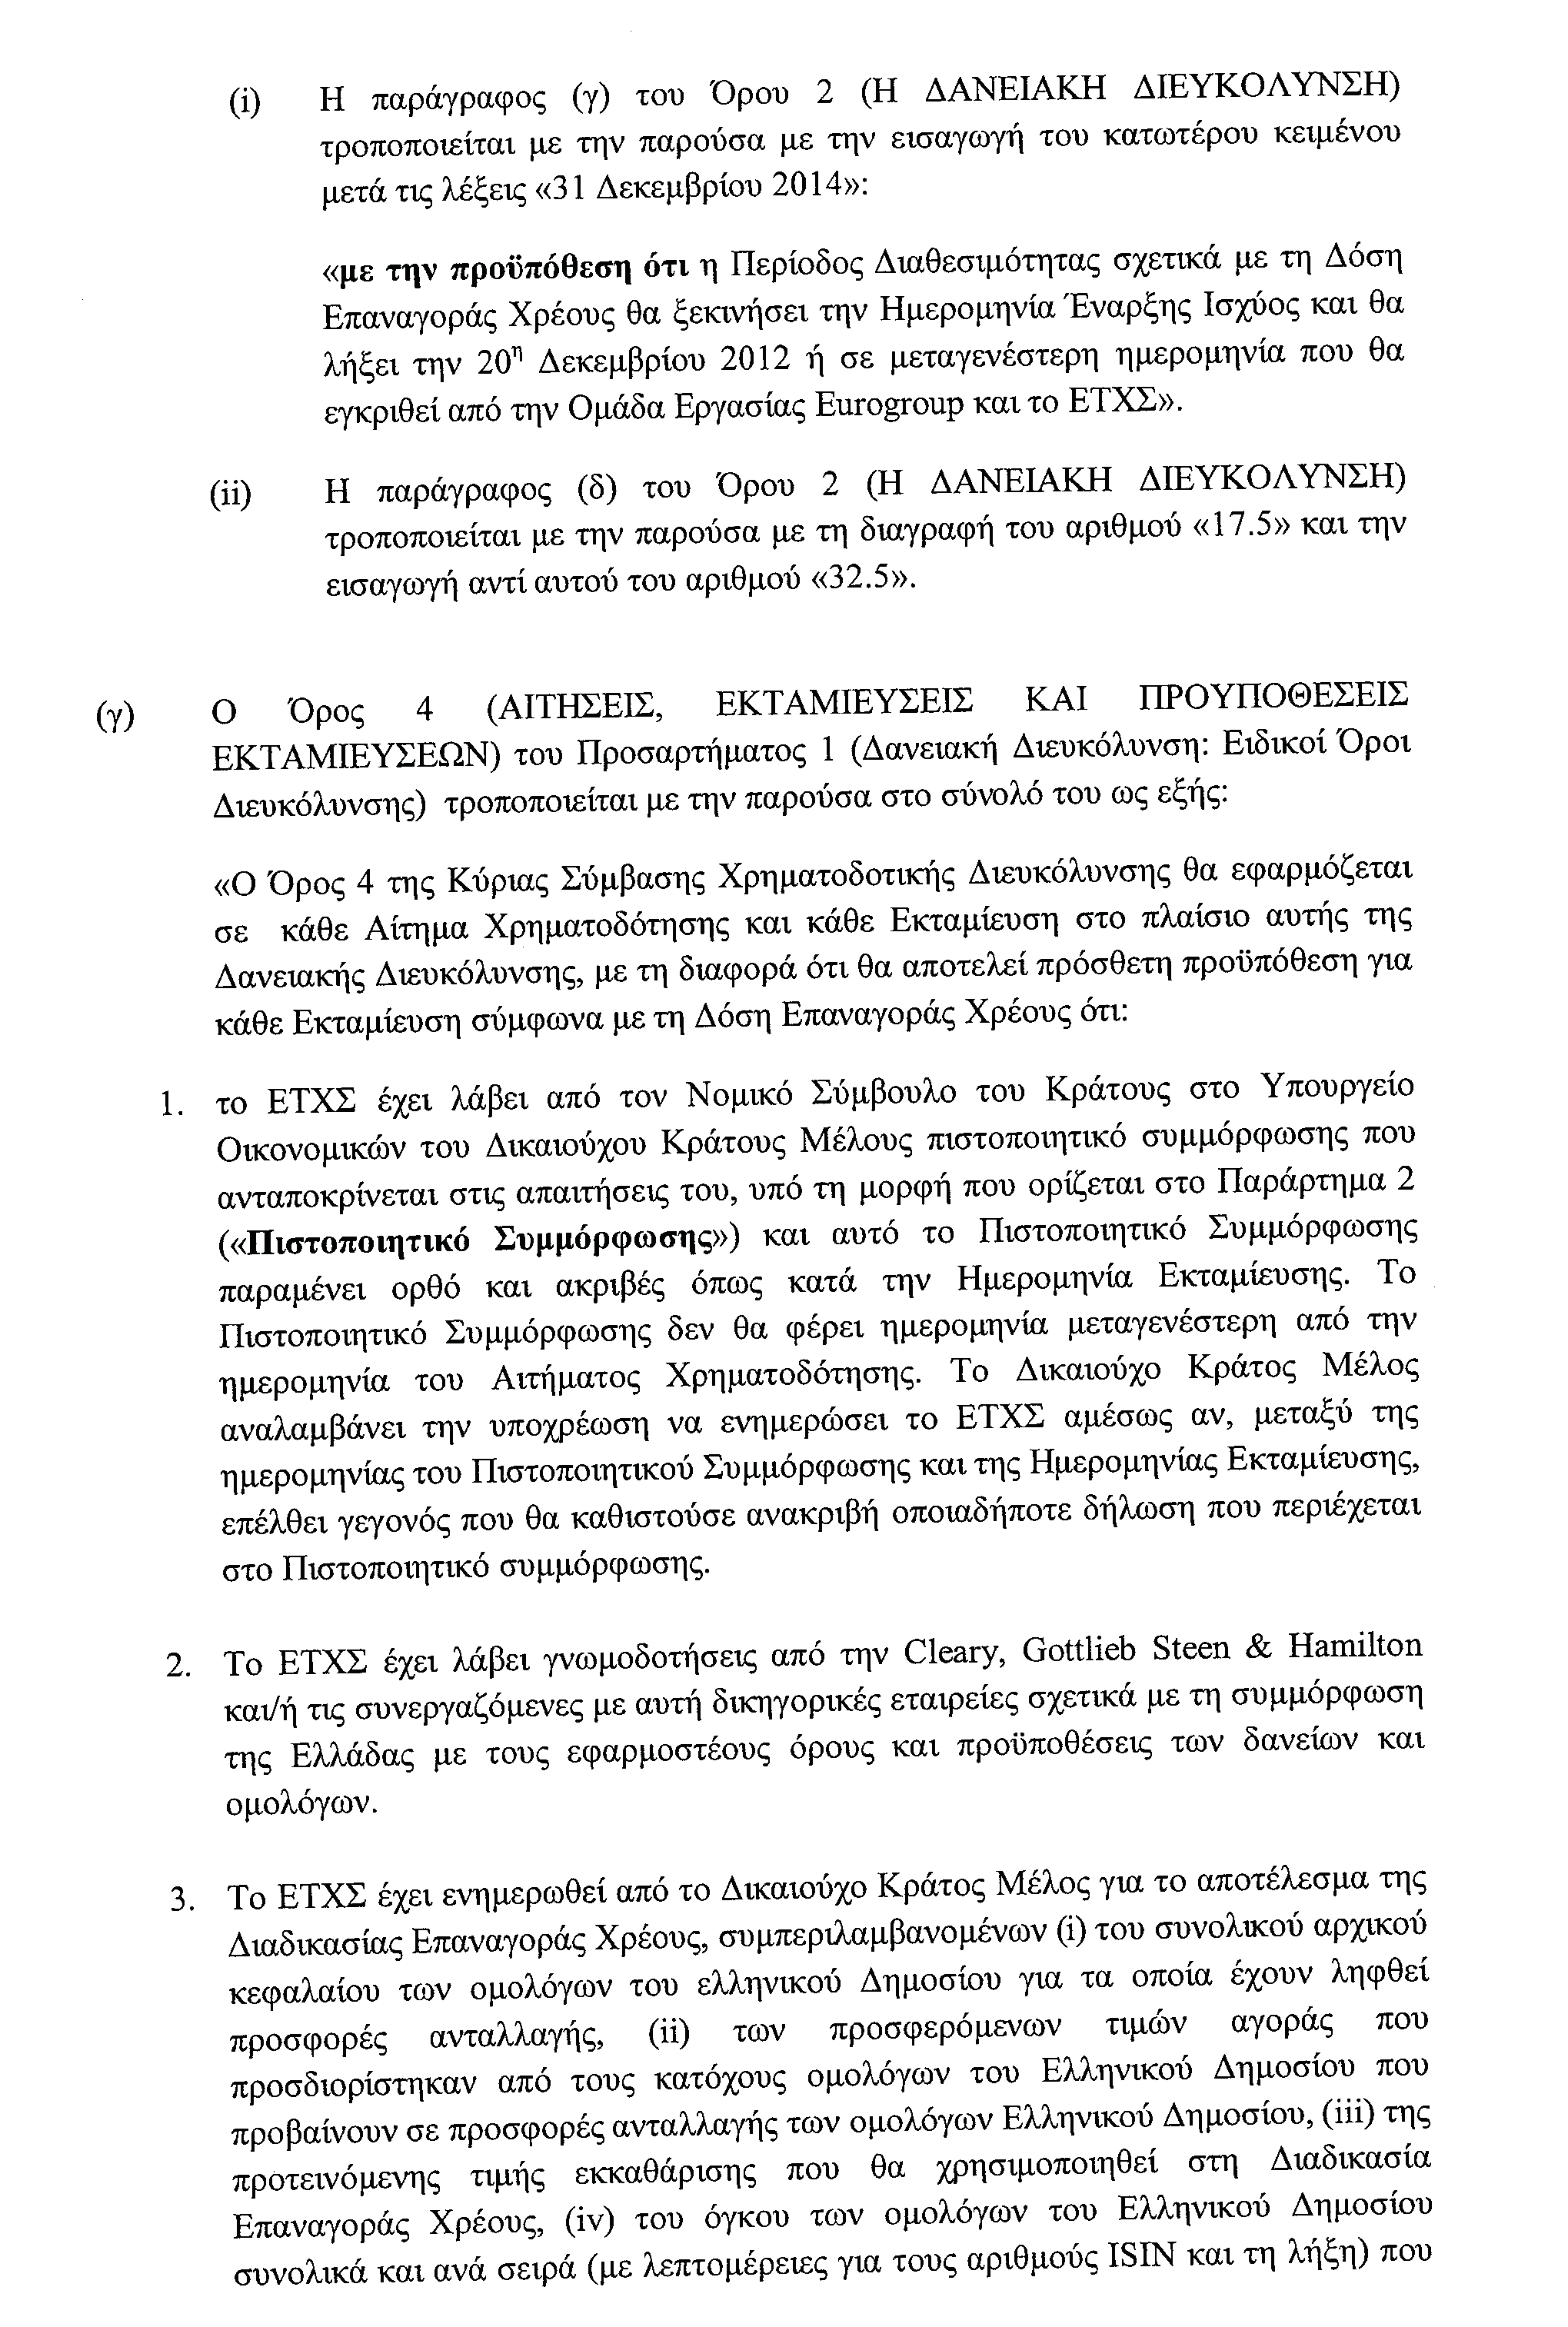 (i) Η παράγραφος (γ) του Όρου 2 (Η ΔΑΝΕΙΑΚΗ ΔΙΕΥΚΟΛΥΝΣΗ)
τροποποιείται με την παρούσα με την εισαγωγή του κατωτέρου κειμένου
μετά τις λέξεις «31 Δεκεμβρίου 2014»:
«με την προϋπόθεση ότι η Περίοδος Διαθεσιμότητας σχετικά με τη Δόση
Επαναγοράς Χρέους θα ξεκινήσει την Ημερομηνία Έναρξης Ισχύος και θα
λήξει την 20η Δεκεμβρίου 2012 ή σε μεταγενέστερη ημερομηνία που θα
εγκριθεί από την Ομάδα Εργασίας Eurogroup και το ΕΤΧΣ».
(ii) Η παράγραφος (δ) του Όρου 2 (Η ΔΑΝΕΙΑΚΗ ΔΙΕΥΚΟΛΥΝΣΗ)
τροποποιείται με την παρούσα με τη διαγραφή του αριθμού «17.5» και την
εισαγωγή αντί αυτού του αριθμού «32.5».
(γ) Ο Όρος 4 (ΑΙΤΗΣΕΙΣ, ΕΚΤΑΜΙΕΥΣΕΙΣ ΚΑΙ ΠΡΟΥΠΟΘΕΣΕΙΣ
ΕΚΤΑΜΙΕΥΣΕΩΝ) του Προσαρτήματος 1 (Δανειακή Διευκόλυνση: Ειδικοί Όροι
Διευκόλυνσης) τροποποιείται με την παρούσα στο σύνολό του ως εξής:
«Ο Όρος 4 της Κύριας Σύμβασης Χρηματοδοτικής Διευκόλυνσης θα εφαρμόζεται
σε κάθε Αίτημα Χρηματοδότησης και κάθε Εκταμίευση στο πλαίσιο αυτής της
Δανειακής Διευκόλυνσης, με τη διαφορά ότι θα αποτελεί πρόσθετη προϋπόθεση για
κάθε Εκταμίευση σύμφωνα με τη Δόση Επαναγοράς Χρέους ότι:
1. το ΕΤΧΣ έχει λάβει από τον Νομικό Σύμβουλο του Κράτους στο Υπουργείο
Οικονομικών του Δικαιούχου Κράτους Μέλους πιστοποιητικό συμμόρφωσης που
ανταποκρίνεται στις απαιτήσεις του, υπό τη μορφή που ορίζεται στο Παράρτημα 2
(«Πιστοποιητικό Συμμόρφωσης») και αυτό το Πιστοποιητικό Συμμόρφωσης
παραμένει ορθό και ακριβές όπως κατά την Ημερομηνία Εκταμίευσης. Το
Πιστοποιητικό Συμμόρφωσης δεν θα φέρει ημερομηνία μεταγενέστερη από την
ημερομηνία του Αιτήματος Χρηματοδότησης. Το Δικαιούχο Κράτος Μέλος
αναλαμβάνει την υποχρέωση να ενημερώσει το ΕΤΧΣ αμέσως αν, μεταξύ της
ημερομηνίας του Πιστοποιητικού Συμμόρφωσης και της Ημερομηνίας Εκταμίευσης,
επέλθει γεγονός που θα καθιστούσε ανακριβή οποιαδήποτε δήλωση που περιέχεται
στο Πιστοποιητικό συμμόρφωσης.
2. Το ΕΤΧΣ έχει λάβει γνωμοδοτήσεις από την Cleary, Gottlieb Steen & Hamilton
και/ή τις συνεργαζόμενες με αυτή δικηγορικές εταιρείες σχετικά με τη συμμόρφωση
της Ελλάδας με τους εφαρμοστέους όρους και προϋποθέσεις των δανείων και
ομολόγων.
3. Το ΕΤΧΣ έχει ενημερωθεί από το Δικαιούχο Κράτος Μέλος για το αποτέλεσμα της
Διαδικασίας Επαναγοράς Χρέους, συμπεριλαμβανομένων (i) του συνολικού αρχικού
κεφαλαίου των ομολόγων του ελληνικού Δημοσίου για τα οποία έχουν ληφθεί
προσφορές ανταλλαγής, (ii) των προσφερόμενων τιμών αγοράς που
προσδιορίστηκαν από τους κατόχους ομολόγων του Ελληνικού Δημοσίου που
προβαίνουν σε προσφορές ανταλλαγής των ομολόγων Ελληνικού Δημοσίου, (iii) της
προτεινόμενης τιμής εκκαθάρισης που θα χρησιμοποιηθεί στη Διαδικασία
Επαναγοράς Χρέους, (iv) του όγκου των ομολόγων του Ελληνικού Δημοσίου
συνολικά και ανά σειρά (με λεπτομέρειες για τους αριθμούς ISIN και τη λήξη) που